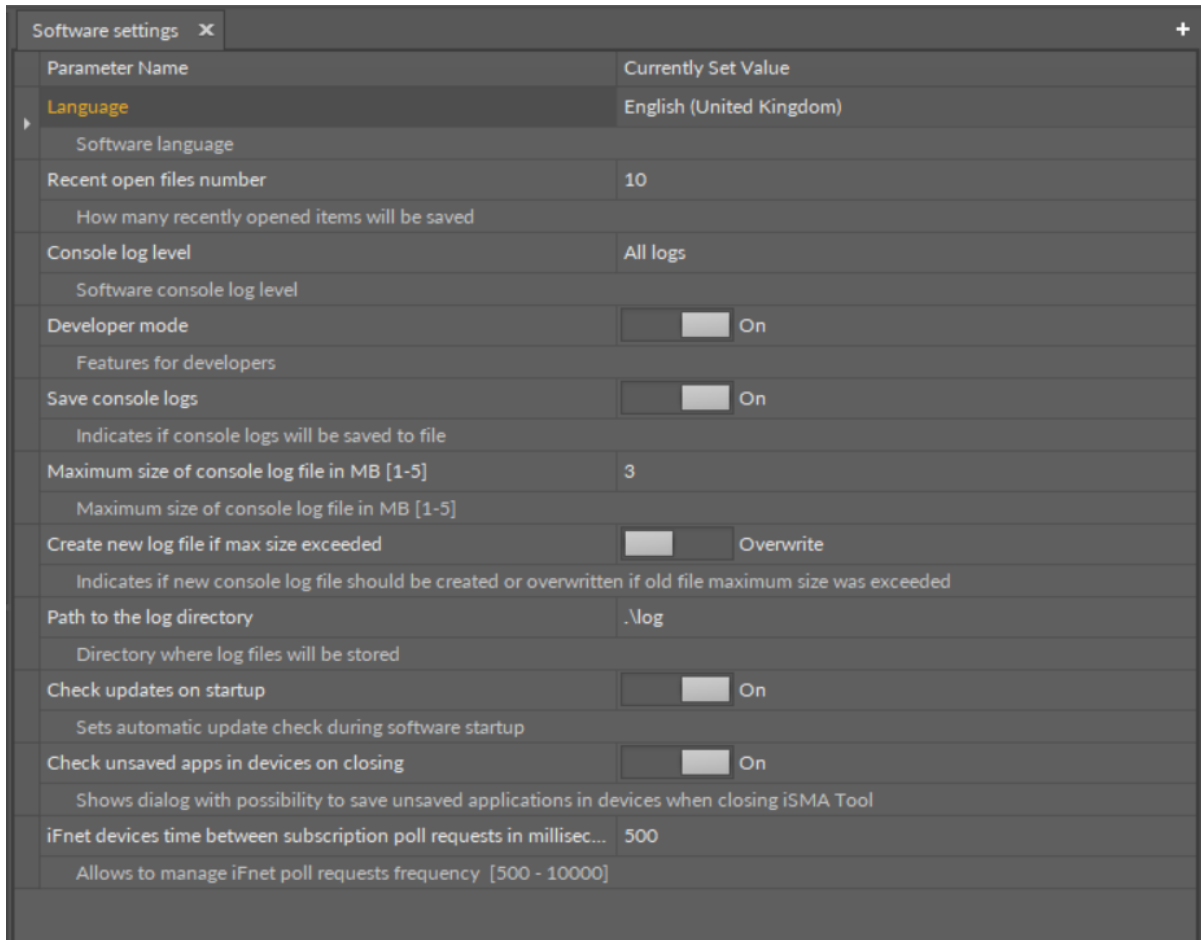 Software settings
Parameter Name Currently Set Value
Language English (United Kingdom)
Software language
Recent open files number 10
How many recently opened items will be saved
Console log level All logs
Software console log level
Developer mode On
Features for developers
Save console logs On
Indicates if console logs will be saved to file
Maximum size of console log file in MB [1-5] 3
Maximum size of console log file in MB [1-5]
Create new log file if max size exceeded Overwrite
Indicates if new console log file should be created or overwritten if old file maximum size was exceeded
Path to the log directory .\log
Directory where log files will be stored
Check updates on startup On
Sets automatic update check during software startup
Check unsaved apps in devices on closing On
Shows dialog with possibility to save unsaved applications in devices when closing iSMA Tool
iFnet devices time between subscription poll requests in millisec... 500
Allows to manage iFnet poll requests frequency [500 - 10000]